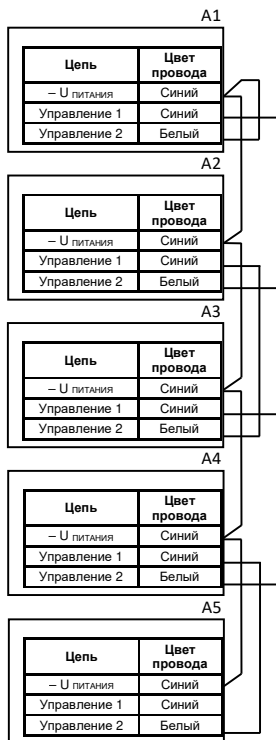 A1
Цепь Цвет провода
– U ПИТАНИЯ Синий
Управление 1 Синий
Управление 2 Белый
A2
Цепь Цвет провода
– U ПИТАНИЯ Синий
Управление 1 Синий
Управление 2 Белый
A3
Цепь Цвет провода
– U ПИТАНИЯ Синий
Управление 1 Синий
Управление 2 Белый
A4
Цепь Цвет провода
– U ПИТАНИЯ Синий
Управление 1 Синий
Управление 2 Белый
A5
Цепь Цвет провода
– U ПИТАНИЯ Синий
Управление 1 Синий
Управление 2 Белый